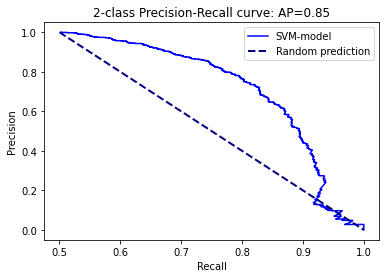 2-class Precision-Recall curve: AP=0.85
SVM-model
Random prediction
1.0
0.8
0.6
0.4
0.2
0.0
Precision
0.5
0.6
0.7
0.8
0.9
1.0
Recall